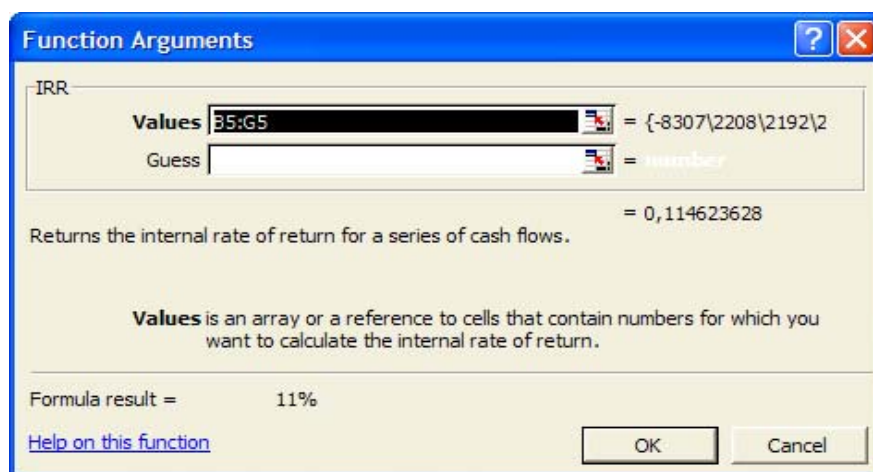 Function Arguments
IRR
Values B5:G5 = {-8307\2208\2192\2
Guess = number
= 0,114623628
Returns the internal rate of return for a series of cash flows.
Values is an array or a reference to cells that contain numbers for which you
want to calculate the internal rate of return.
Formula result = 11%
Help on this function OK Cancel